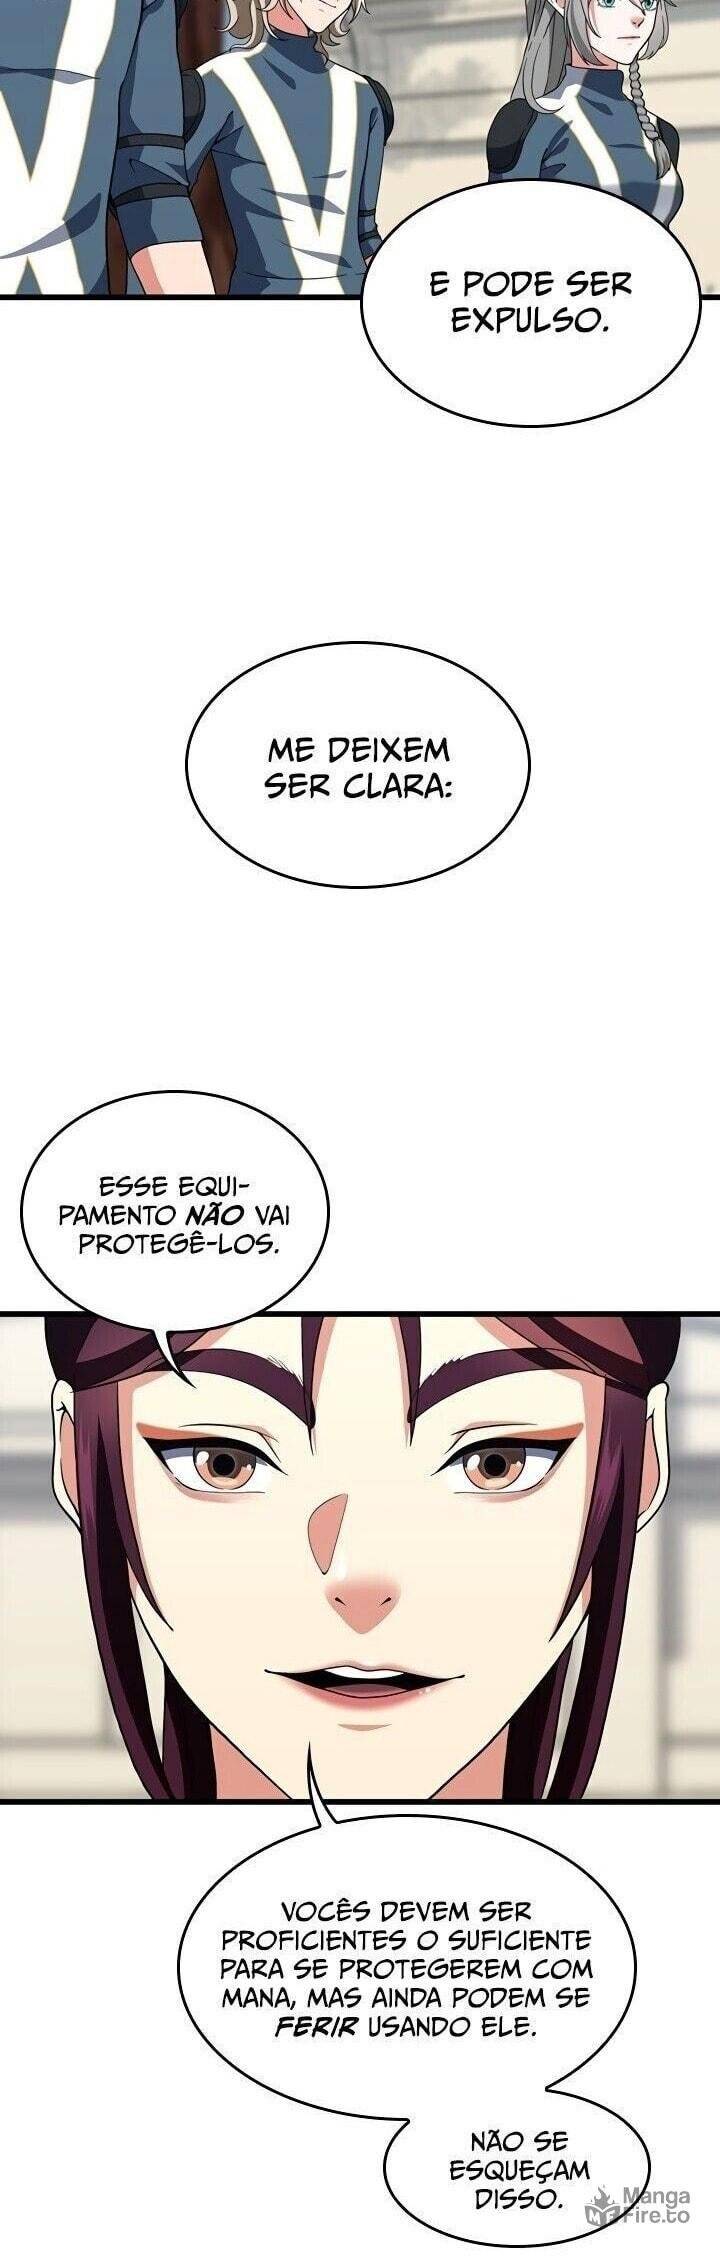 E PODE SER
EXPULSO.
ME DEIXEM
SER CLARA:
ESSE EQUI-
PAMENTO NÃO VAI
PROTEGÊ-LOS.
VOCÊS DEVEM SER
PROFICIENTES O SUFICIENTE
PARA SE PROTEGEREM COM
MANA, MAS AINDA PODEM SE
FERIR USANDO ELE.
NÃO SE
ESQUEÇAM
DISSO.
Manga
MF Fire.to